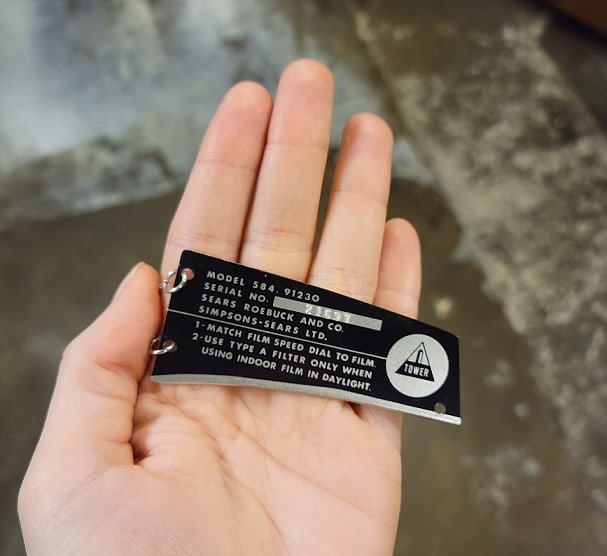 MODEL 584. 91230
SERIAL NO.
SEARS ROEBUCK AND CO.
SIMPSONS-SEARS LTD.
1-MATCH FILM SPEED DIAL TO FILM.
2-USE TYPE A FILTER ONLY WHEN
USING INDOOR FILM IN DAYLIGHT.
TOWER